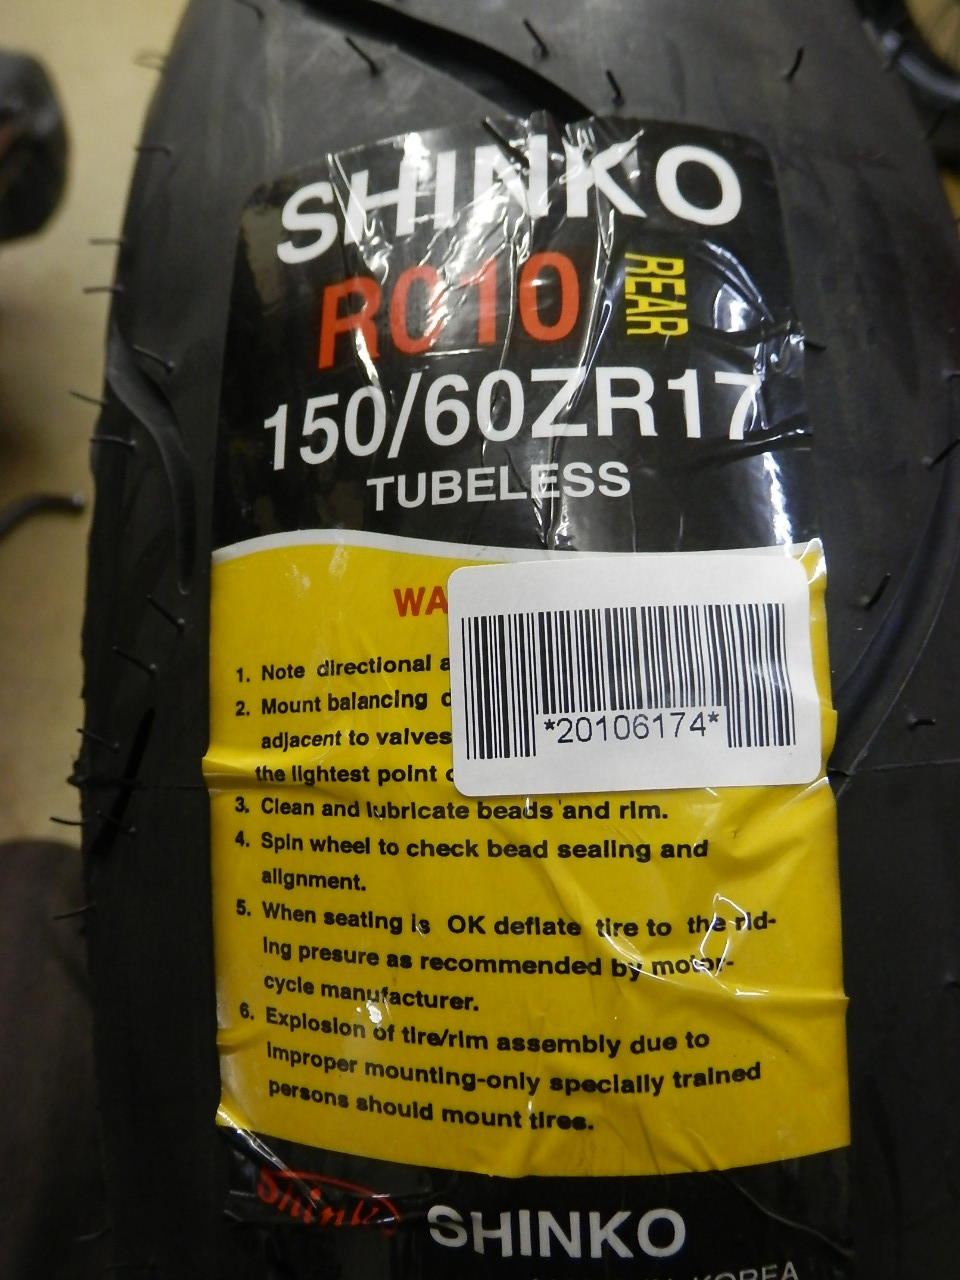 SHINKO
RC10
REAR
150/60ZR17
TUBELESS
*20106174*
1. Note directional
2. Mount balancing
adjacent to valves
the lightest point
3. Clean and lubricate beads and rim.
4. Spin wheel to check bead sealing and
alignment.
5. When seating is OK deflate tire to the rid-
ing presure as recommended by motor-
cycle manufacturer.
6. Explosion of tire/rim assembly due to
improper mounting-only specially trained
persons should mount tires.
Shinko
SHINKO
KOREA